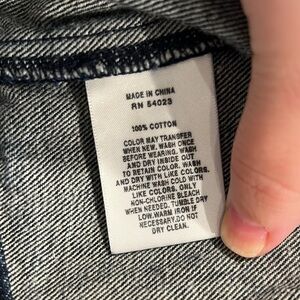 MADE IN CHINA
RN 54023
100% COTTON
COLOR MAY TRANSFER
WHEN NEW. WASH ONCE
BEFORE WEARING. WASH
AND DRY INSIDE OUT
TO RETAIN COLOR. WASH
AND DRY WITH LIKE COLORS.
MACHINE WASH COLD WITH
LIKE COLORS. ONLY
NON-CHLORINE BLEACH
WHEN NEEDED. TUMBLE DRY
LOW. WARM IRON IF
NECESSARY. DO NOT
DRY CLEAN.